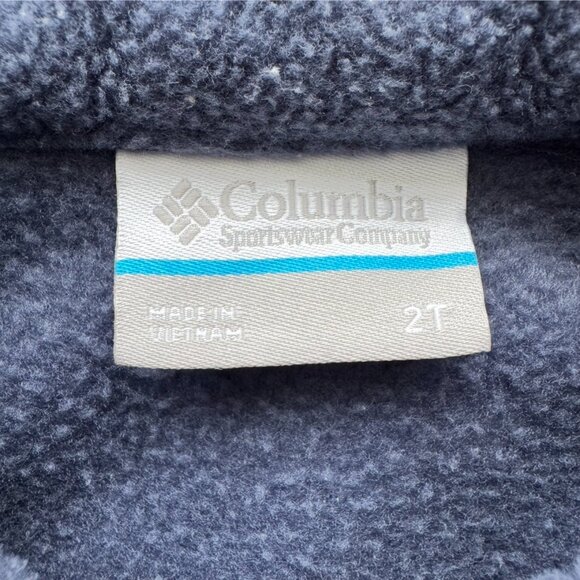 Columbia
Sportswear Company
MADE IN
VIETNAM
2T